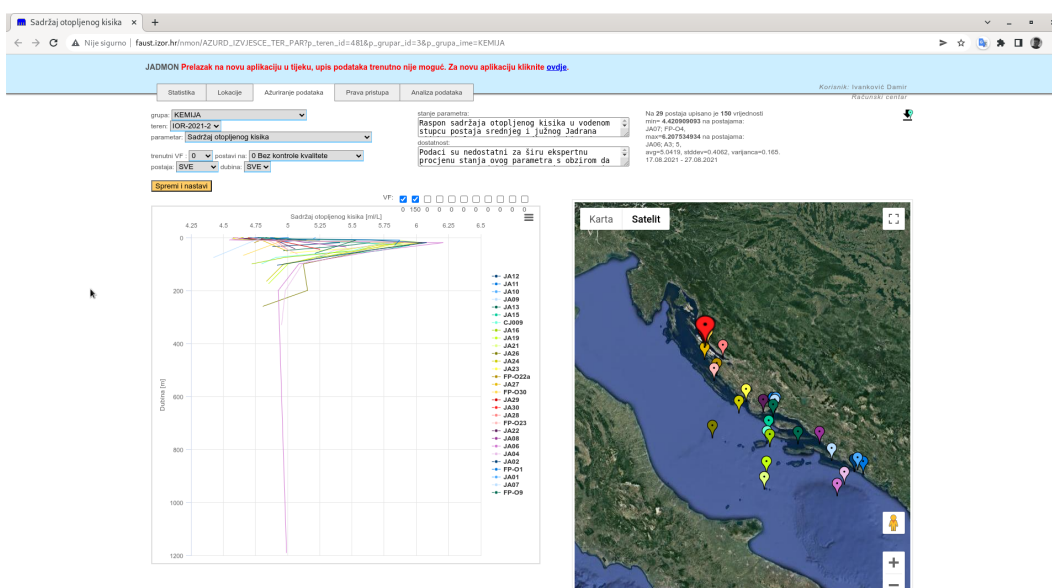 Sadržaj otopljenog kisika
Nije sigurno | faust.izor.hr/nmon/AZURD_IZVJESCE_TER_PAR?p_teren_id=481&p_grupar_id=3&p_grupa_ime=KEMIJA
JADMON Prelazak na novu aplikaciju u tijeku, upis podataka trenutno nije moguć. Za novu aplikaciju kliknite ovdje.
Statistika Lokacije Ažuriranje podataka Prava pristupa Analiza podataka
Korisnik: Ivanković Damir
Računski centar
grupa: KEMIJA
teren: IOR-2021-2
parametar: Sadržaj otopljenog kisika
trenutni VF : 0 postavi na: 0 Bez kontrole kvalitete
postaja: SVE dubina: SVE
Spremi i nastavi
stanje parametra:
Raspon sadržaja otopljenog kisika u vodenom
stupcu postaja srednjeg i južnog Jadrana
dostatnost:
Podaci su nedostatni za širu ekspertnu
procjenu stanja ovog parametra s obzirom da
Na 29 postaja upisano je 150 vrijednosti
min= 4.420909093 na postajama:
JA07; FP-O4,
max=6.207534934 na postajama:
JA06; A3; 5,
avg=5.0419, stddev=0.4062, varijanca=0.165.
17.08.2021 - 27.08.2021
VF:
0 150 0 0 0 0 0 0 0 0 0
Sadržaj otopljenog kisika [ml/L]
4.25 4.5 4.75 5 5.25 5.5 5.75 6 6.25 6.5
0
200
400
600
800
1000
1200
Dubina [m]
JA12
JA11
JA10
JA09
JA13
JA15
CJ009
JA16
JA19
JA21
JA26
JA24
JA23
FP-O22a
JA27
FP-O30
JA29
JA30
JA28
FP-O23
JA22
JA08
JA06
JA04
JA02
FP-O1
JA01
JA07
FP-O9
Karta Satelit